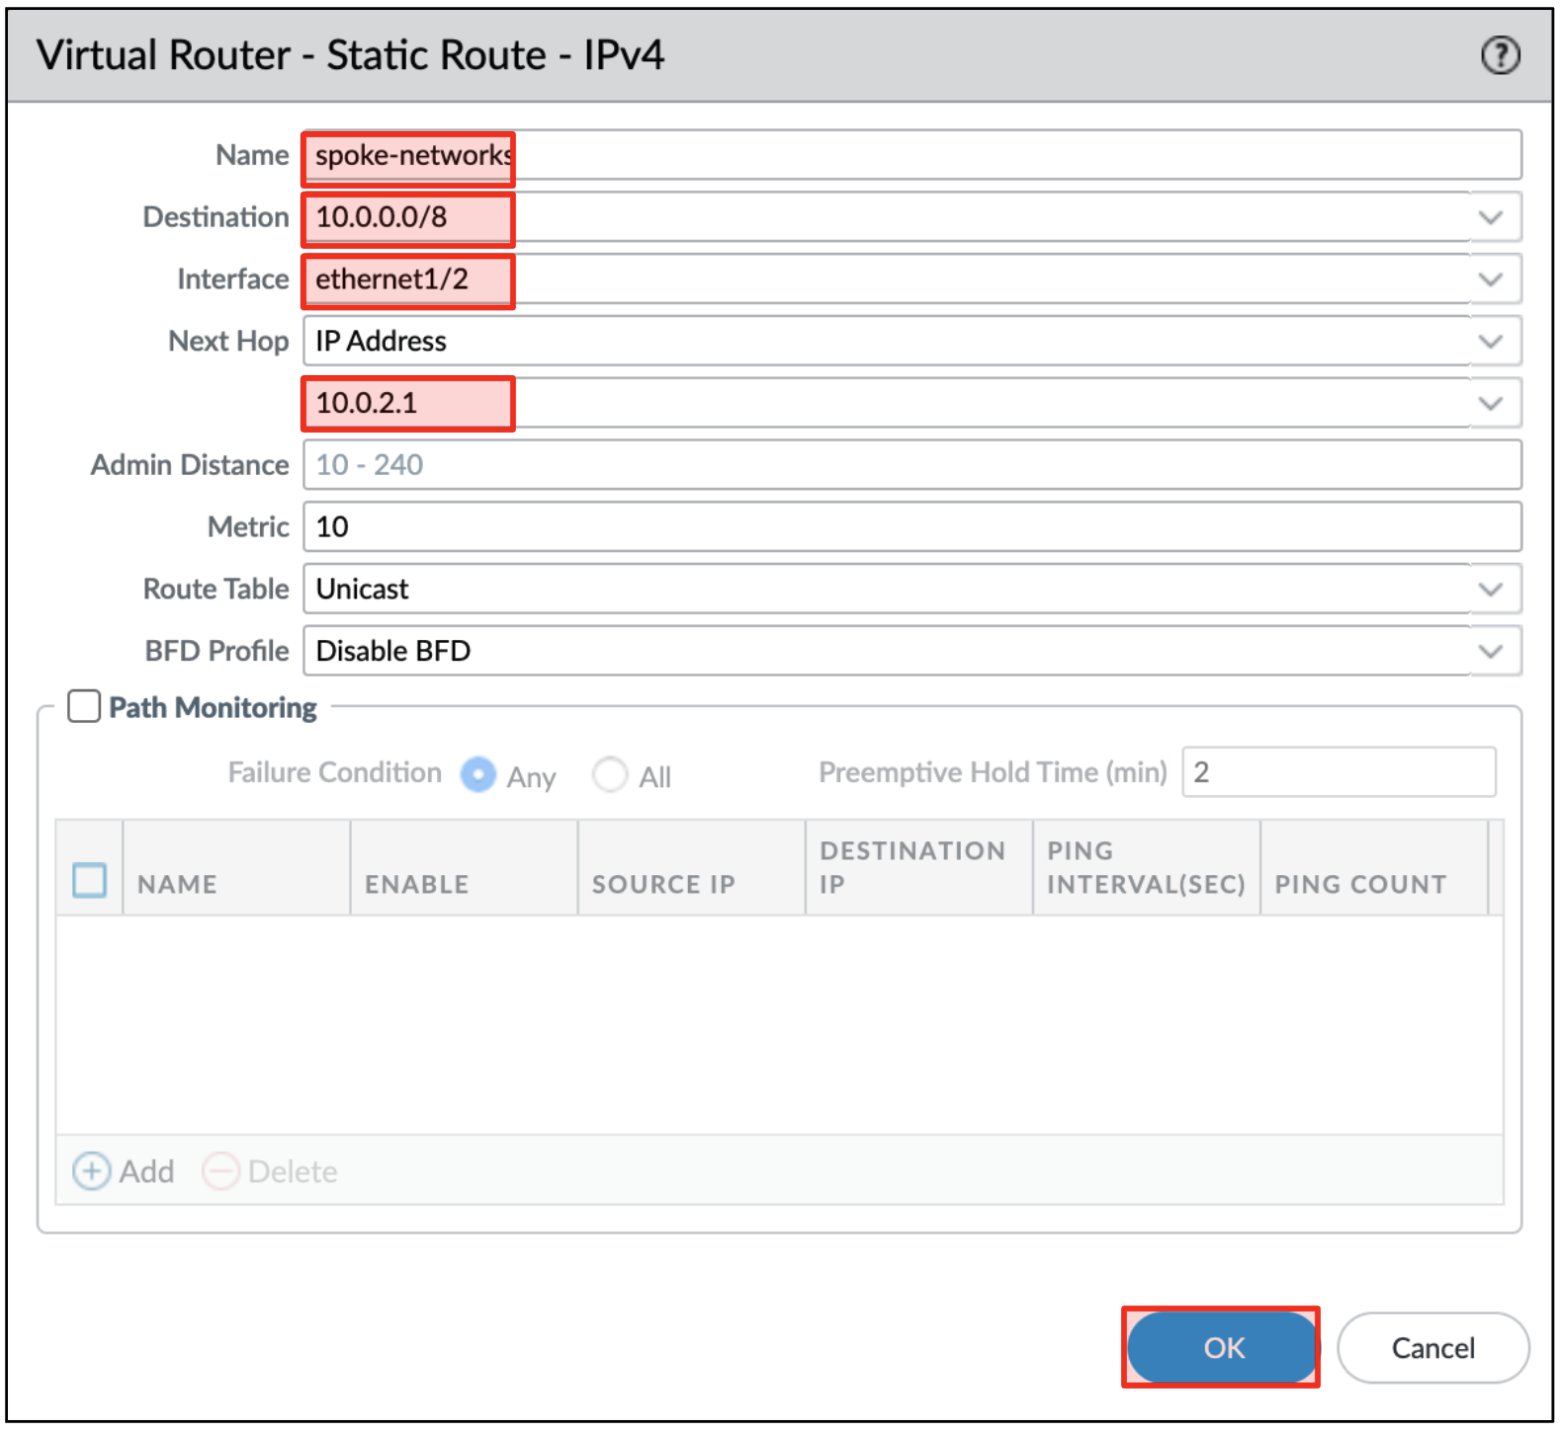 Virtual Router - Static Route - IPv4
Name spoke-networks
Destination 10.0.0.0/8
Interface ethernet1/2
Next Hop IP Address
10.0.2.1
Admin Distance 10 - 240
Metric 10
Route Table Unicast
BFD Profile Disable BFD
Path Monitoring
Failure Condition Any All Preemptive Hold Time (min) 2
NAME ENABLE SOURCE IP DESTINATION IP PING INTERVAL(SEC) PING COUNT
Add Delete
OK Cancel